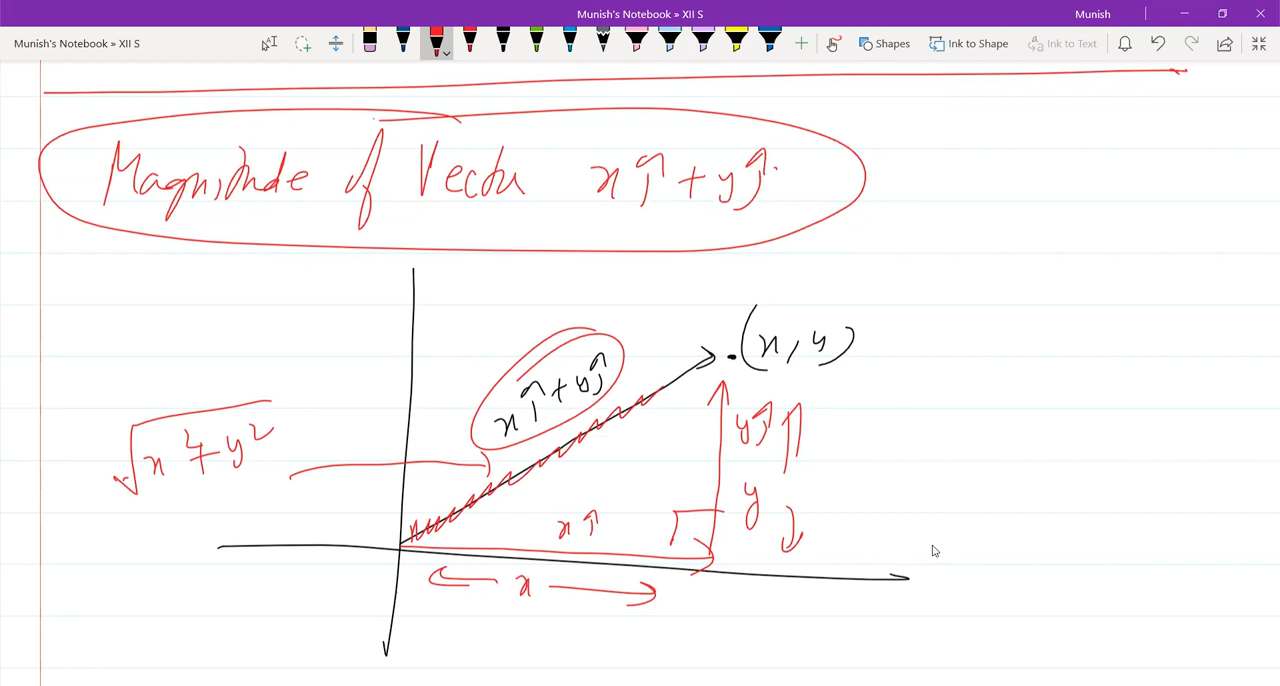 Munish's Notebook » XII S
Munish
Munish's Notebook » XII S
Shapes
Ink to Shape
Ink to Text
Magnitude of Vector xî + yĵ
xî + yĵ
(x, y)
√x² + y²
yĵ
y
xî
x